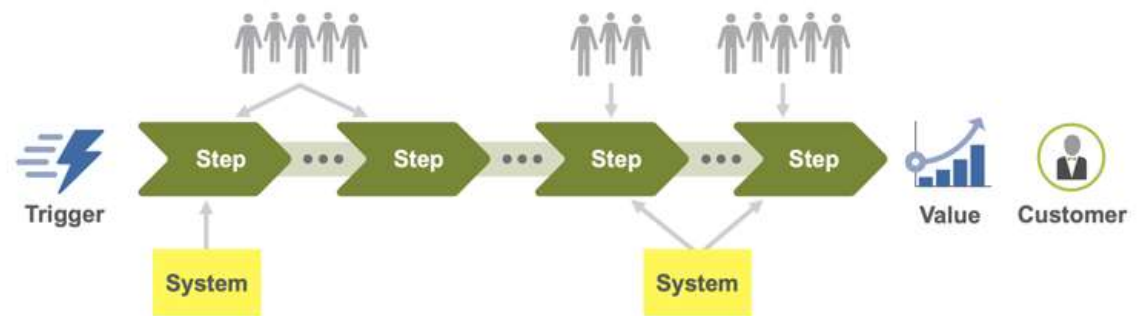 Trigger
Step
Step
Step
Step
Value
Customer
System
System